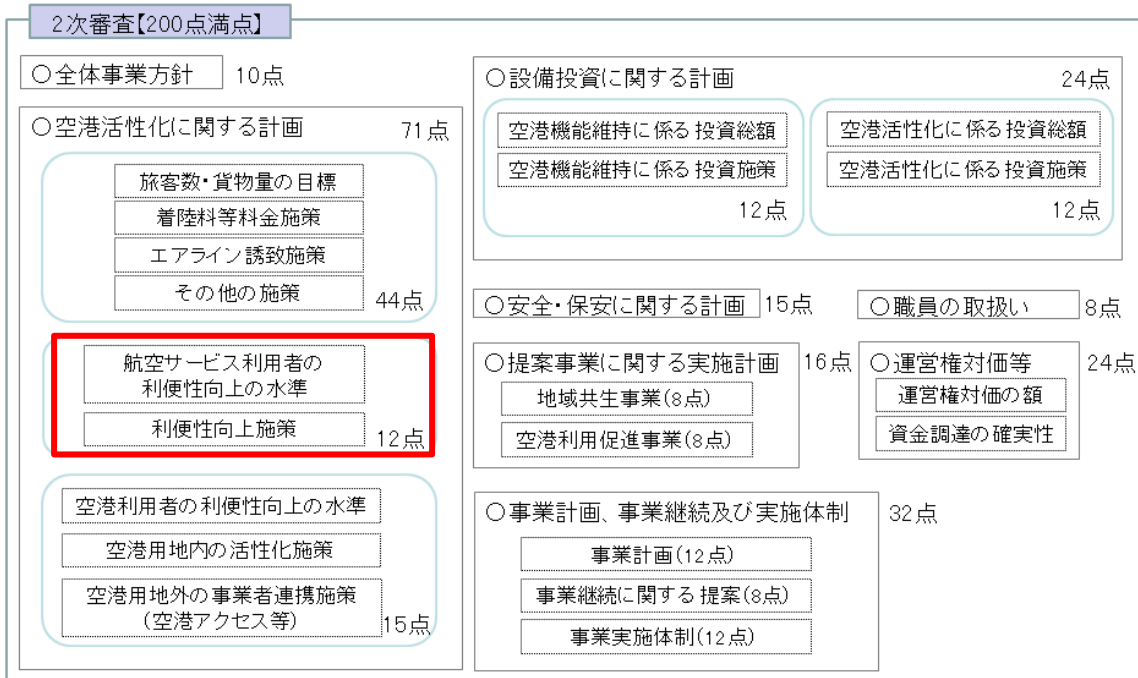 2次審査【200点満点】
○全体事業方針 10点
○空港活性化に関する計画 71点
旅客数・貨物量の目標
着陸料等料金施策
エアライン誘致施策
その他の施策
44点
航空サービス利用者の
利便性向上の水準
利便性向上施策
12点
空港利用者の利便性向上の水準
空港用地内の活性化施策
空港用地外の事業者連携施策
(空港アクセス等)
15点
○設備投資に関する計画 24点
空港機能維持に係る投資総額
空港機能維持に係る投資施策
12点
空港活性化に係る投資総額
空港活性化に係る投資施策
12点
○安全・保安に関する計画 15点
○職員の取扱い 8点
○提案事業に関する実施計画 16点
地域共生事業(8点)
空港利用促進事業(8点)
○運営権対価等 24点
運営権対価の額
資金調達の確実性
○事業計画、事業継続及び実施体制 32点
事業計画(12点)
事業継続に関する提案(8点)
事業実施体制(12点)